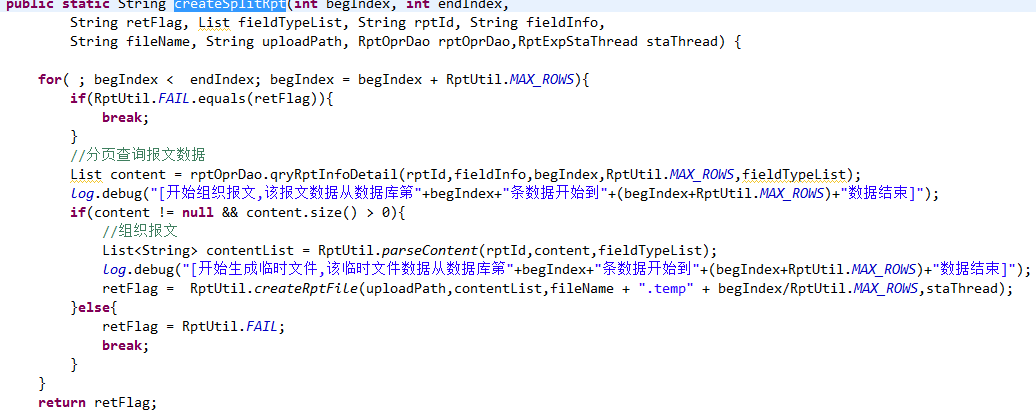 public static String createSplitRpt(int begIndex, int endIndex,
String retFlag, List fieldTypeList, String rptId, String fieldInfo,
String fileName, String uploadPath, RptOprDao rptOprDao,RptExpStaThread staThread) {
for( ; begIndex <  endIndex; begIndex = begIndex + RptUtil.MAX_ROWS){
if(RptUtil.FAIL.equals(retFlag)){
break;
}
//分页查询报文数据
List content = rptOprDao.qryRptInfoDetail(rptId,fieldInfo,begIndex,RptUtil.MAX_ROWS,fieldTypeList);
Log.debug("[开始组织报文,该报文数据从数据库第"+begIndex+"条数据开始到"+(begIndex+RptUtil.MAX_ROWS)+"数据结束]");
if(content != null && content.size() > 0){
//组织报文
List<String> contentList = RptUtil.parseContent(rptId,content,fieldTypeList);
Log.debug("[开始生成临时文件,该临时文件数据从数据库第"+begIndex+"条数据开始到"+(begIndex+RptUtil.MAX_ROWS)+"数据结束]");
retFlag =  RptUtil.createRptFile(uploadPath,contentList,fileName + ".temp" + begIndex/RptUtil.MAX_ROWS,staThread);
}else{
retFlag = RptUtil.FAIL;
break;
}
}
return retFlag;